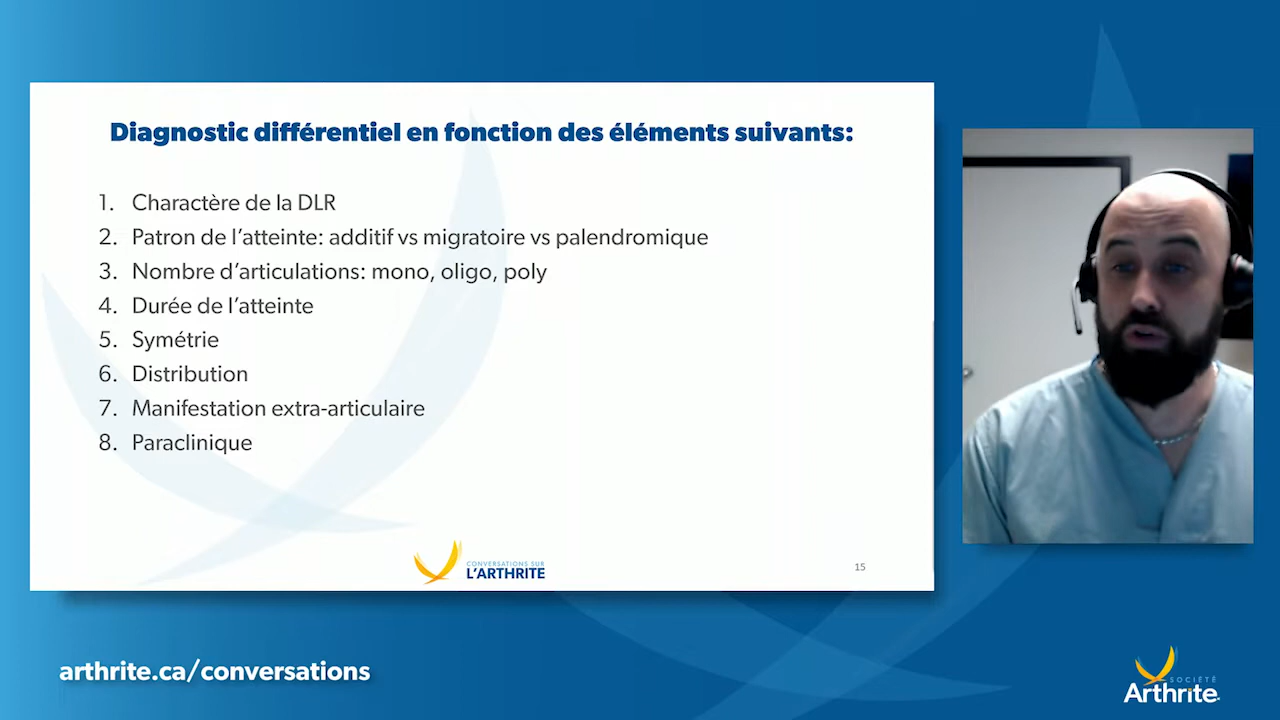 Diagnostic différentiel en fonction des éléments suivants:
1. Charactère de la DLR
2. Patron de l’atteinte: additif vs migratoire vs palendromique
3. Nombre d’articulations: mono, oligo, poly
4. Durée de l’atteinte
5. Symétrie
6. Distribution
7. Manifestation extra-articulaire
8. Paraclinique
CONVERSATIONS SUR
L’ARTHRITE
15
arthrite.ca/conversations
SOCIÉTÉ
Arthrite